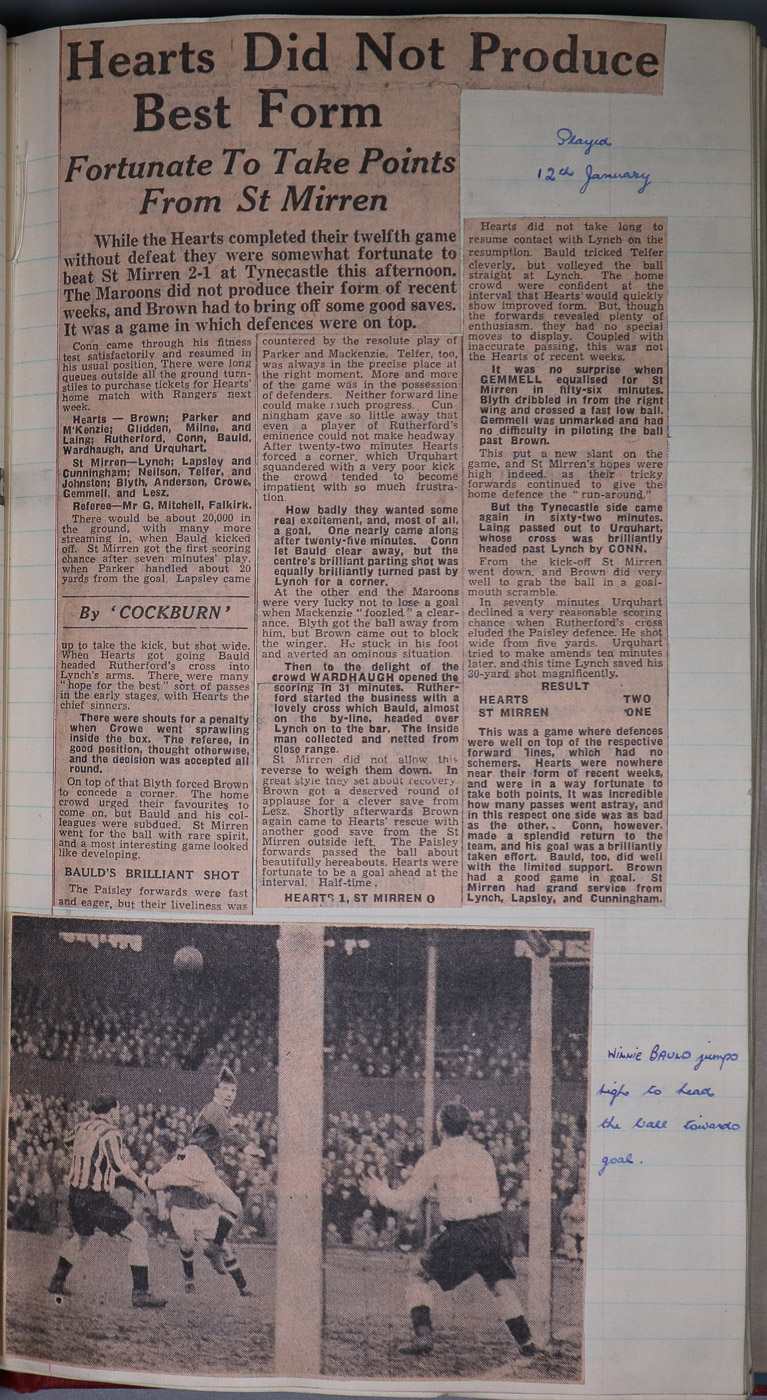 Hearts Did Not Produce
Best Form
Fortunate To Take Points
From St Mirren
Played
12th January
While the Hearts completed their twelfth game
without defeat they were somewhat fortunate to
beat St Mirren 2-1 at Tynecastle this afternoon.
The Maroons did not produce their form of recent
weeks, and Brown had to bring off some good saves.
It was a game in which defences were on top.
Conn came through his fitness
test satisfactorily and resumed in
his usual position. There were long
queues outside all the ground turn-
stiles to purchase tickets for Hearts'
home match with Rangers next
week.
Hearts — Brown; Parker and
M'Kenzie; Glidden, Milne, and
Laing; Rutherford, Conn, Bauld,
Wardhaugh, and Urquhart.
St Mirren—Lynch; Lapsley and
Cunningham; Neilson, Telfer, and
Johnston; Blyth, Anderson, Crowe,
Gemmell, and Lesz.
Referee—Mr G. Mitchell, Falkirk.
There would be about 20,000 in
the ground, with many more
streaming in, when Bauld kicked
off. St Mirren got the first scoring
chance after seven minutes' play,
when Parker handled about 20
yards from the goal. Lapsley came
By 'COCKBURN'
up to take the kick, but shot wide.
When Hearts got going Bauld
headed Rutherford's cross into
Lynch's arms. There were many
"hope for the best" sort of passes
in the early stages, with Hearts the
chief sinners.
There were shouts for a penalty
when Crowe went sprawling
inside the box. The referee, in
good position, thought otherwise,
and the decision was accepted all
round.
On top of that Blyth forced Brown
to concede a corner. The home
crowd urged their favourites to
come on, but Bauld and his col-
leagues were subdued. St Mirren
went for the ball with rare spirit,
and a most interesting game looked
like developing.
BAULD'S BRILLIANT SHOT
The Paisley forwards were fast
and eager, but their liveliness was
countered by the resolute play of
Parker and Mackenzie. Telfer, too,
was always in the precise place at
the right moment. More and more
of the game was in the possession
of defenders. Neither forward line
could make much progress. Cun-
ningham gave so little away that
even a player of Rutherford's
eminence could not make headway
After twenty-two minutes Hearts
forced a corner, which Urquhart
squandered with a very poor kick
the crowd tended to become
impatient with so much frustra-
tion.
How badly they wanted some
real excitement, and, most of all,
a goal. One nearly came along
after twenty-five minutes. Conn
let Bauld clear away, but the
centre's brilliant parting shot was
equally brilliantly turned past by
Lynch for a corner.
At the other end the Maroons
were very lucky not to lose a goal
when Mackenzie "foozled" a clear-
ance. Blyth got the ball away from
him, but Brown came out to block
the winger. He stuck in his foot
and averted an ominous situation
Then to the delight of the
crowd WARDHAUGH opened the
scoring in 31 minutes. Ruther-
ford started the business with a
lovely cross which Bauld, almost
on the by-line, headed over
Lynch on to the bar. The inside
man collected and netted from
close range.
St Mirren did not allow this
reverse to weigh them down. In
great style they set about recovery.
Brown got a deserved round of
applause for a clever save from
Lesz. Shortly afterwards Brown
again came to Hearts' rescue with
another good save from the St
Mirren outside left. The Paisley
forwards passed the ball about
beautifully hereabouts. Hearts were
fortunate to be a goal ahead at the
interval. Half-time.
HEARTS 1, ST MIRREN 0
Hearts did not take long to
resume contact with Lynch on the
resumption. Bauld tricked Telfer
cleverly, but volleyed the ball
straight at Lynch. The home
crowd were confident at the
interval that Hearts would quickly
show improved form. But, though
the forwards revealed plenty of
enthusiasm, they had no special
moves to display. Coupled with
inaccurate passing, this was not
the Hearts of recent weeks.
It was no surprise when
GEMMELL equalised for St
Mirren in fifty-six minutes.
Blyth dribbled in from the right
wing and crossed a fast low ball.
Gemmell was unmarked and had
no difficulty in piloting the ball
past Brown.
This put a new slant on the
game, and St Mirren's hopes were
high indeed, as their tricky
forwards continued to give the
home defence the "run-around."
But the Tynecastle side came
again in sixty-two minutes.
Laing passed out to Urquhart,
whose cross was brilliantly
headed past Lynch by CONN.
From the kick-off St Mirren
went down, and Brown did very
well to grab the ball in a goal-
mouth scramble.
In seventy minutes Urquhart
declined a very reasonable scoring
chance when Rutherford's cross
eluded the Paisley defence. He shot
wide from five yards. Urquhart
tried to make amends ten minutes
later, and this time Lynch saved his
30-yard shot magnificently.
RESULT
HEARTS TWO
ST MIRREN ONE
This was a game where defences
were well on top of the respective
forward lines, which had no
schemers. Hearts were nowhere
near their form of recent weeks,
and were in a way fortunate to
take both points. It was incredible
how many passes went astray, and
in this respect one side was as bad
as the other. Conn, however,
made a splendid return to the
team, and his goal was a brilliantly
taken effort. Bauld, too, did well
with the limited support. Brown
had a good game in goal. St
Mirren had grand service from
Lynch, Lapsley, and Cunningham.
WINNIE BAULD jumps
high to head
the ball towards
goal.